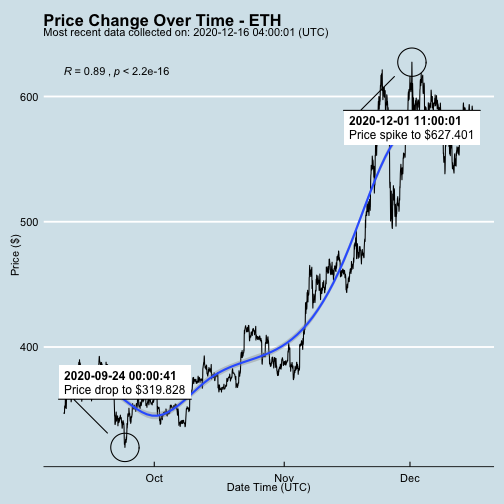 Price Change Over Time - ETH
Most recent data collected on: 2020-12-16 04:00:01 (UTC)
R = 0.89 , p < 2.2e-16
600
2020-12-01 11:00:01
Price spike to $627.401
500
Price ($)
400
2020-09-24 00:00:41
Price drop to $319.828
Oct
Nov
Dec
Date Time (UTC)